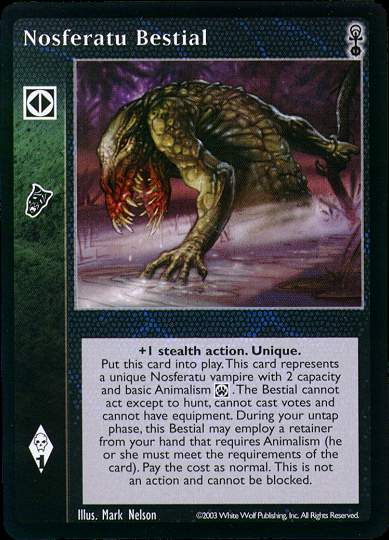 Nosferatu Bestial
+1 stealth action. Unique.
Put this card into play. This card represents
a unique Nosferatu vampire with 2 capacity
and basic Animalism . The Bestial cannot
act except to hunt, cannot cast votes and
cannot have equipment. During your untap
phase, this Bestial may employ a retainer
from your hand that requires Animalism (he
or she must meet the requirements of the
card). Pay the cost as normal. This is not
an action and cannot be blocked.
1
Illus. Mark Nelson ©2003 White Wolf Publishing, Inc. All Rights Reserved.